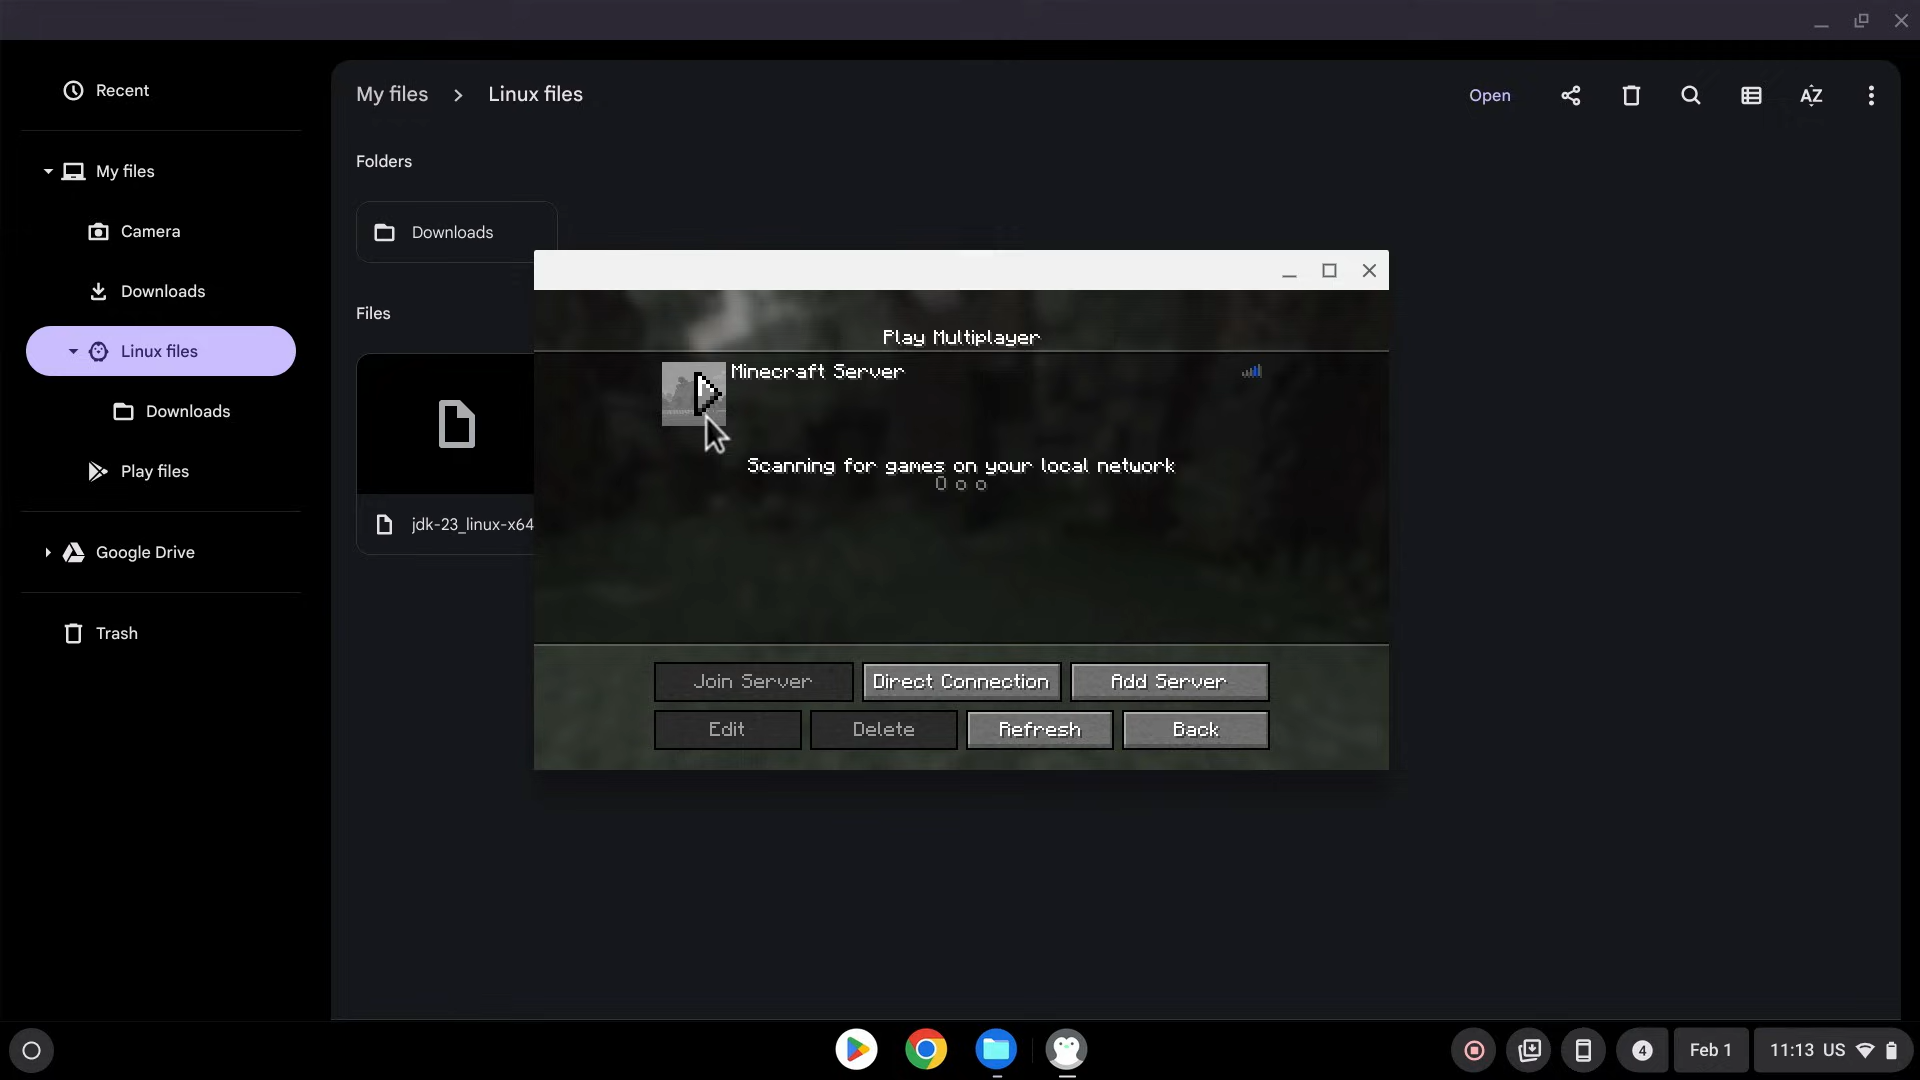 Recent
My files
Camera
Downloads
Linux files
Downloads
Play files
Google Drive
Trash
My files > Linux files
Open
AZ
Folders
Downloads
Files
jdk-23_linux-x64
Play Multiplayer
Minecraft Server
Scanning for games on your local network
O o o
Join Server
Direct Connection
Add Server
Edit
Delete
Refresh
Back
4
Feb 1
11:13 US